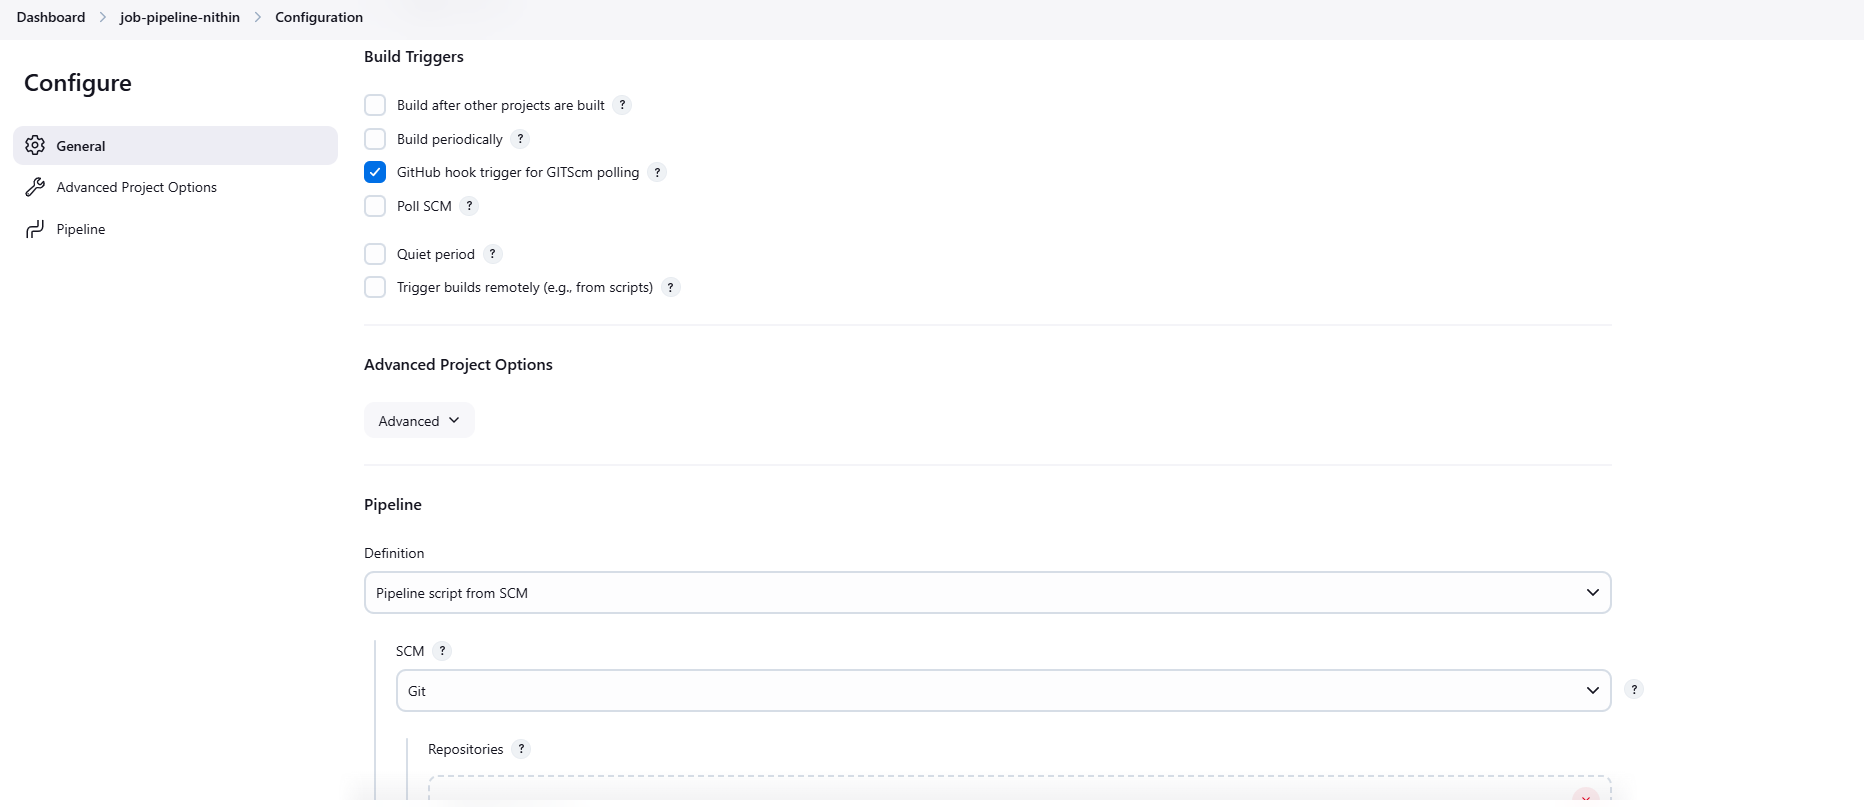 Dashboard > job-pipeline-nithin > Configuration
Configure
General
Advanced Project Options
Pipeline
Build Triggers
Build after other projects are built ?
Build periodically ?
GitHub hook trigger for GITScm polling ?
Poll SCM ?
Quiet period ?
Trigger builds remotely (e.g., from scripts) ?
Advanced Project Options
Advanced
Pipeline
Definition
Pipeline script from SCM
SCM ?
Git
?
Repositories ?